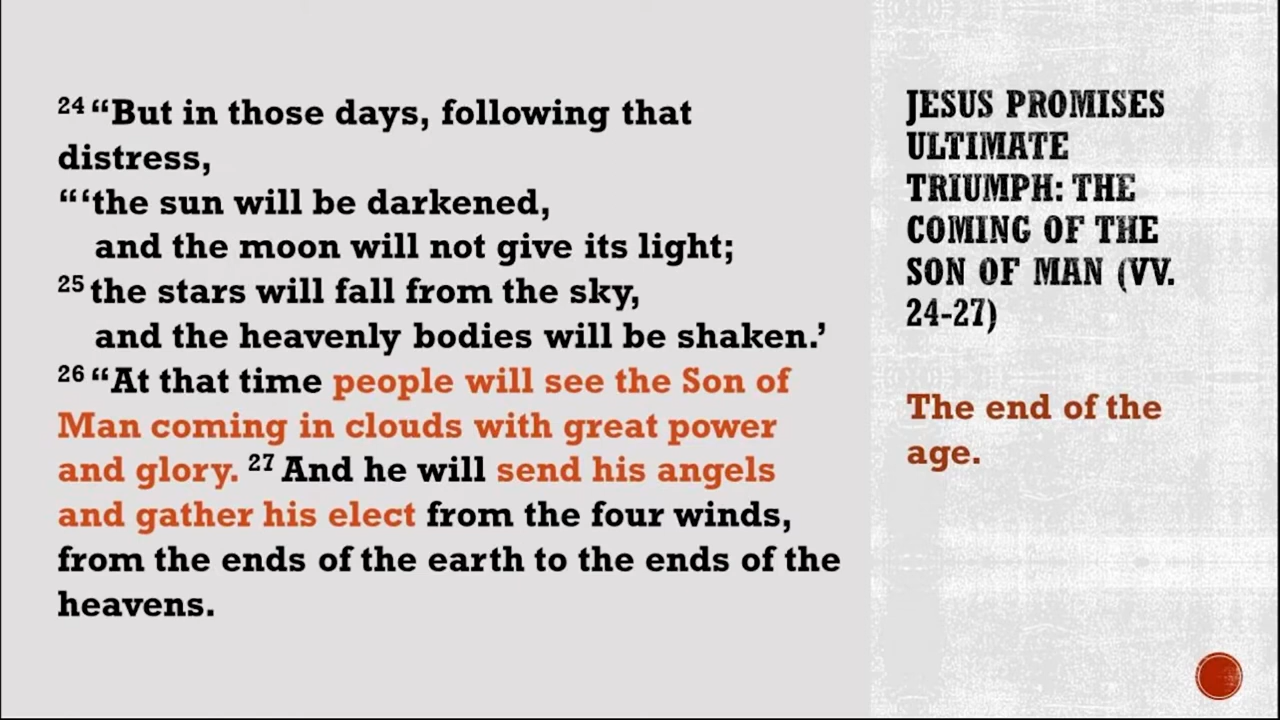 24 “But in those days, following that
distress,
“‘the sun will be darkened,
and the moon will not give its light;
25 the stars will fall from the sky,
and the heavenly bodies will be shaken.’
26 “At that time people will see the Son of
Man coming in clouds with great power
and glory. 27 And he will send his angels
and gather his elect from the four winds,
from the ends of the earth to the ends of the
heavens.
JESUS PROMISES
ULTIMATE
TRIUMPH: THE
COMING OF THE
SON OF MAN (VV.
24-27)
The end of the
age.